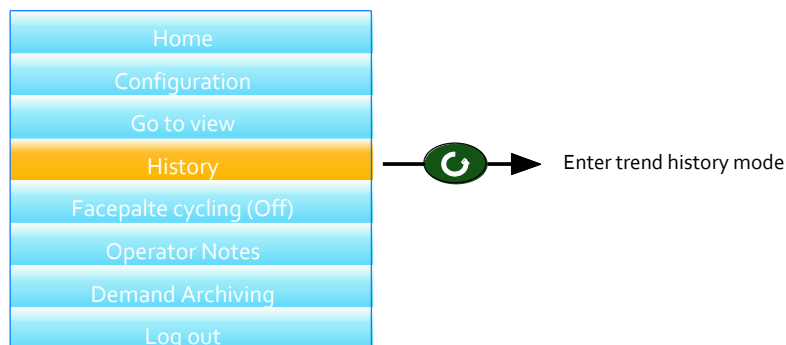 Home
Configuration
Go to view
History
Enter trend history mode
Facepalte cycling (Off)
Operator Notes
Demand Archiving
Log out